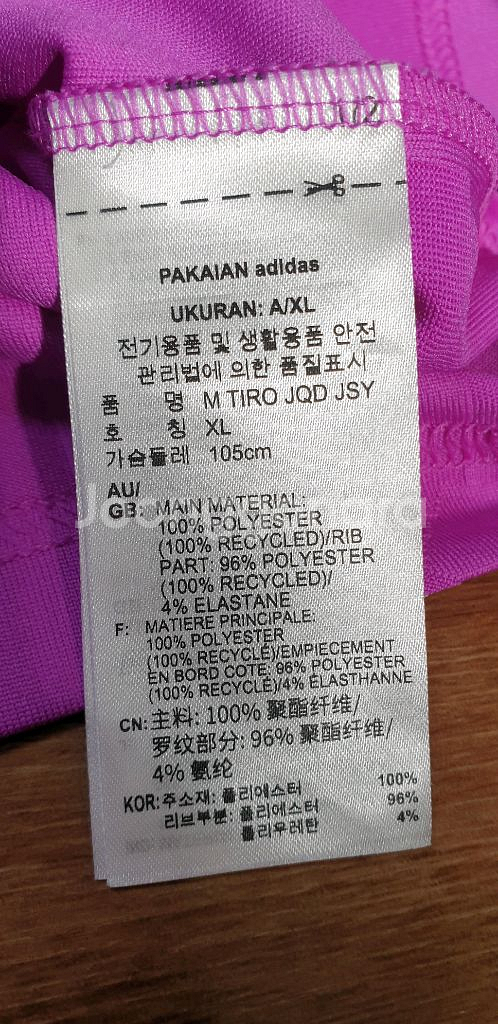 02
PAKAIAN adidas
UKURAN: A/XL
전기용품 및 생활용품 안전
관리법에 의한 품질표시
품 명 M TIRO JQD JSY
호 칭 XL
가슴둘레 105cm
AU/
GB: MAIN MATERIAL:
100% POLYESTER
(100% RECYCLED)/RIB
PART: 96% POLYESTER
(100% RECYCLED)/
4% ELASTANE
F: MATIERE PRINCIPALE:
100% POLYESTER
(100% RECYCLÉ)/EMPIECEMENT
EN BORD COTE: 96% POLYESTER
(100% RECYCLÉ)/4% ÉLASTHANNE
CN: 主料: 100% 聚酯纤维/
罗纹部分: 96% 聚酯纤维/
4% 氨纶
KOR: 주소재: 폴리에스터 100%
리브부분: 폴리에스터 96%
폴리우레탄 4%